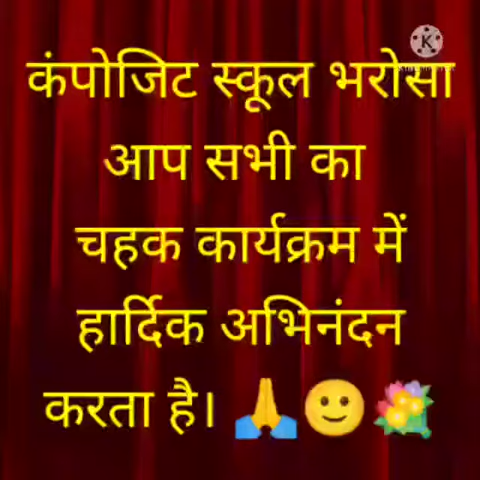 कंपोजिट स्कूल भरोसा
आप सभी का
चहक कार्यक्रम में
हार्दिक अभिनंदन
करता है। 🙏🙂💐